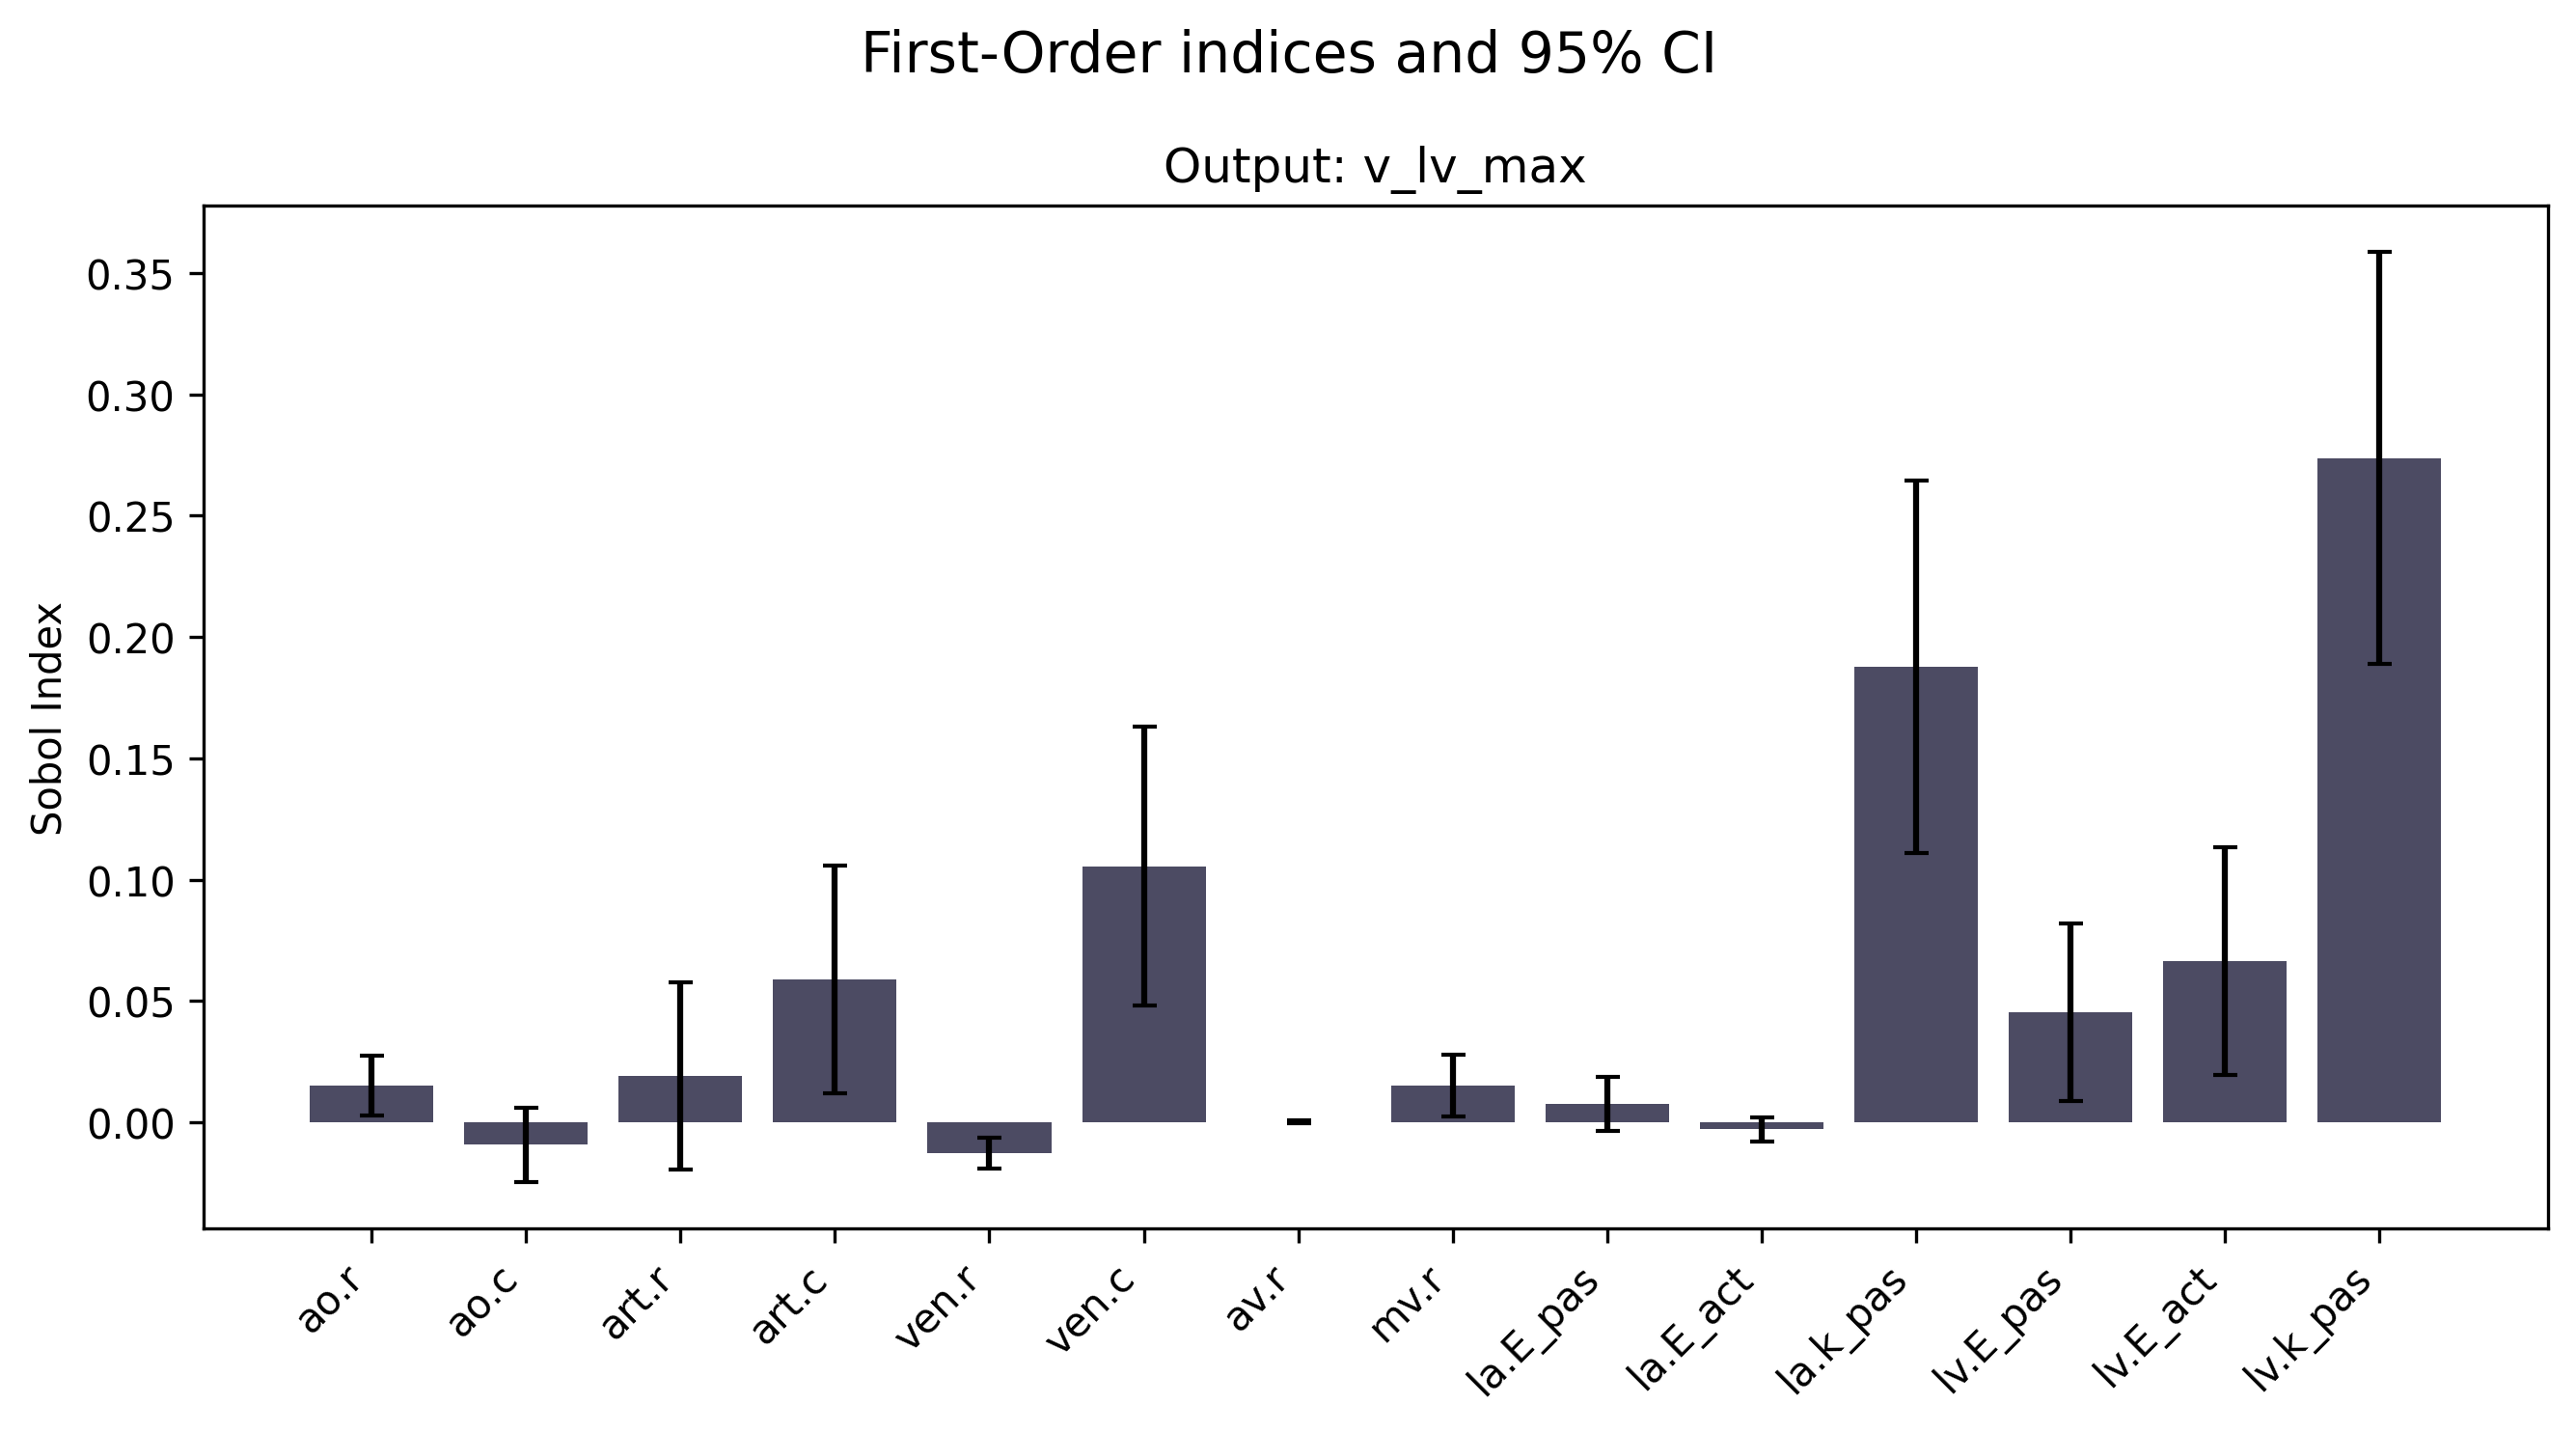 First-Order indices and 95% CI
Output: v_lv_max
Sobol Index
0.35
0.30
0.25
0.20
0.15
0.10
0.05
0.00
ao.r
ao.c
art.r
art.c
ven.r
ven.c
av.r
mv.r
la.E_pas
la.E_act
la.k_pas
lv.E_pas
lv.E_act
lv.k_pas